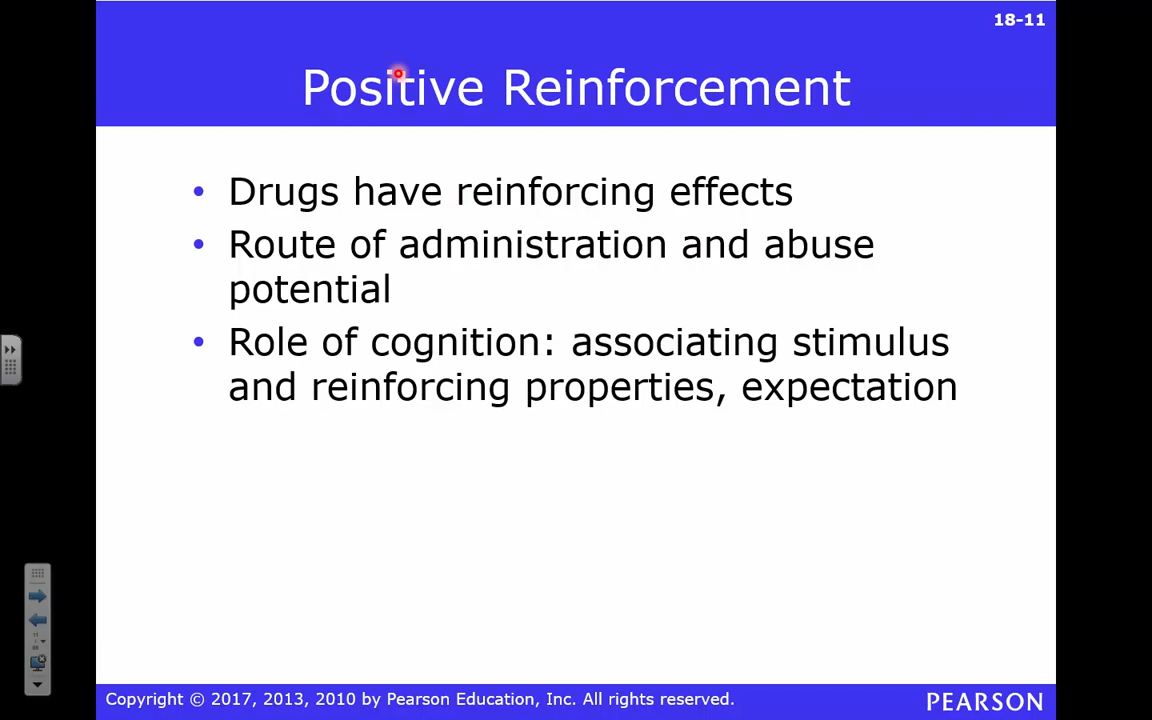 18-11
Positive Reinforcement
• Drugs have reinforcing effects
• Route of administration and abuse
potential
• Role of cognition: associating stimulus
and reinforcing properties, expectation
Copyright © 2017, 2013, 2010 by Pearson Education, Inc. All rights reserved.
PEARSON